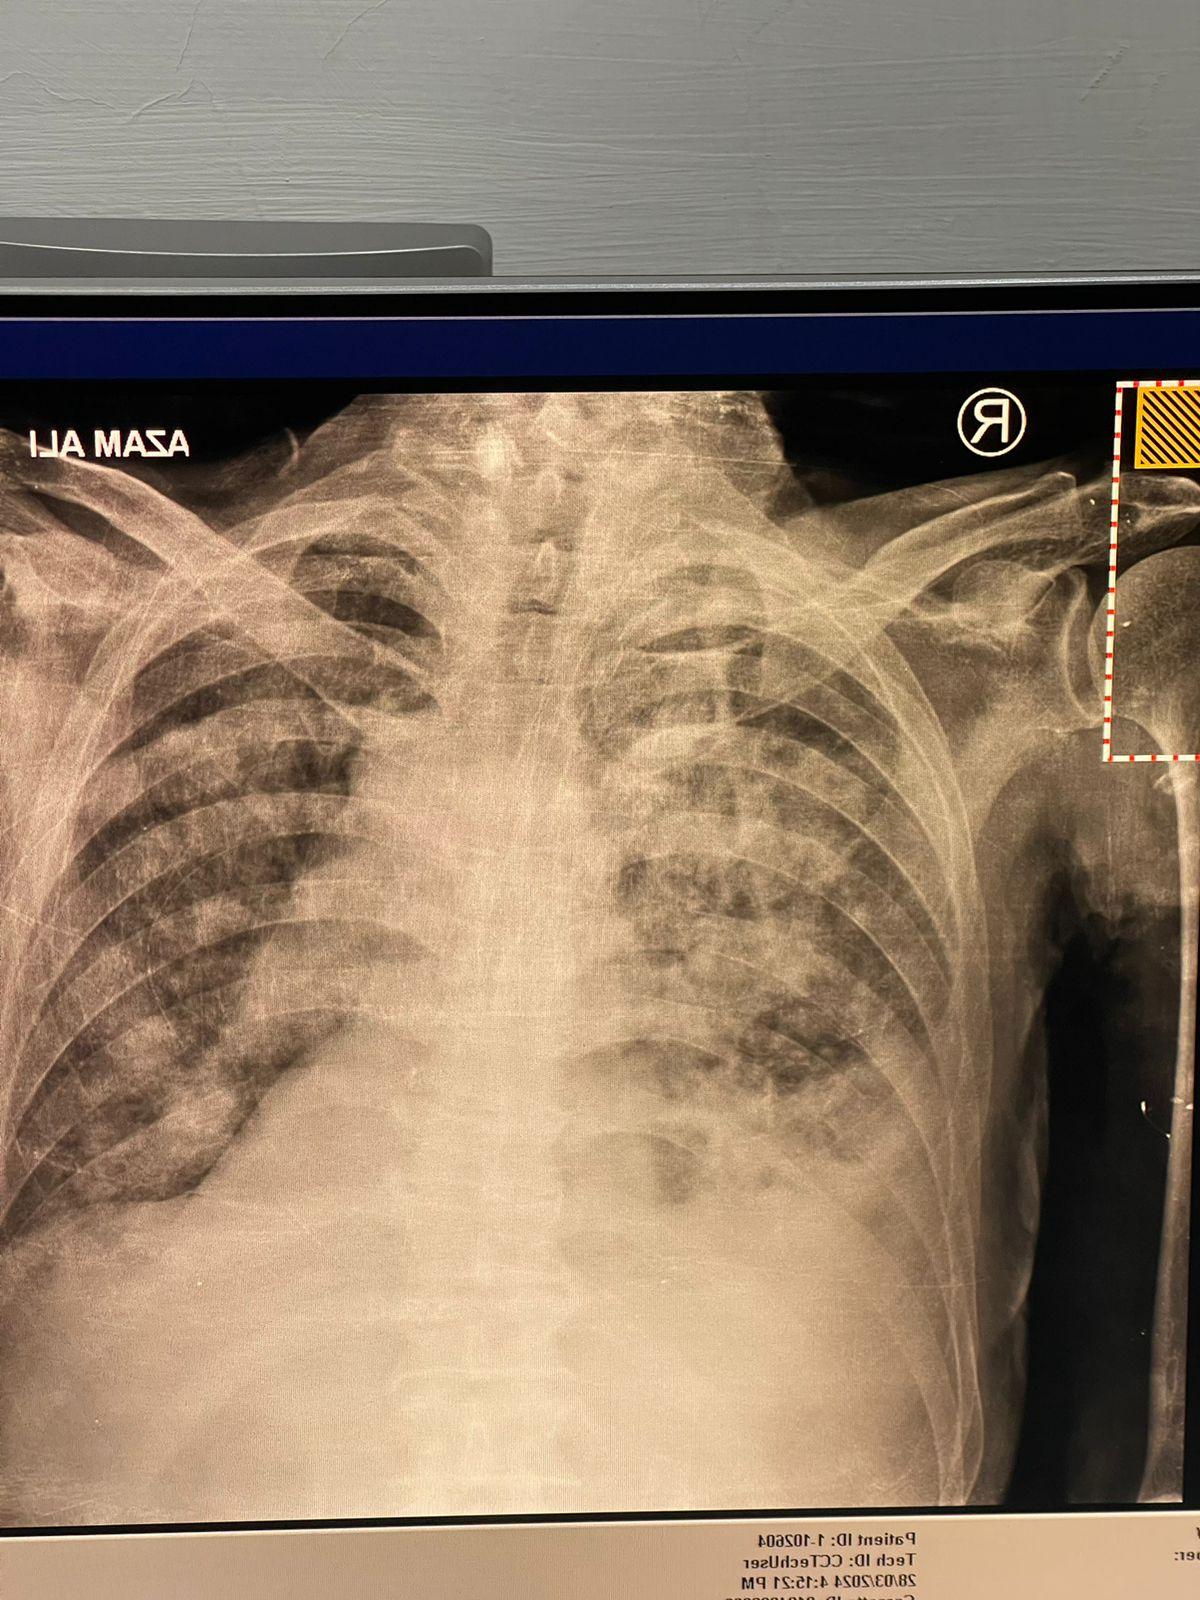 AZAM ALI
R
Patient ID: 1-102604
Tech ID: CCTechUser
28/03/2024 4:15:21 PM